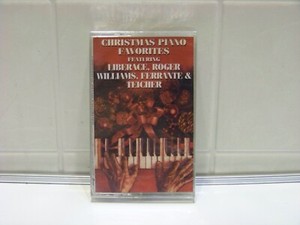 CHRISTMAS PIANO
FAVORITES
FEATURING
LIBERACE, ROGER
WILLIAMS, FERRANTE &
TEICHER